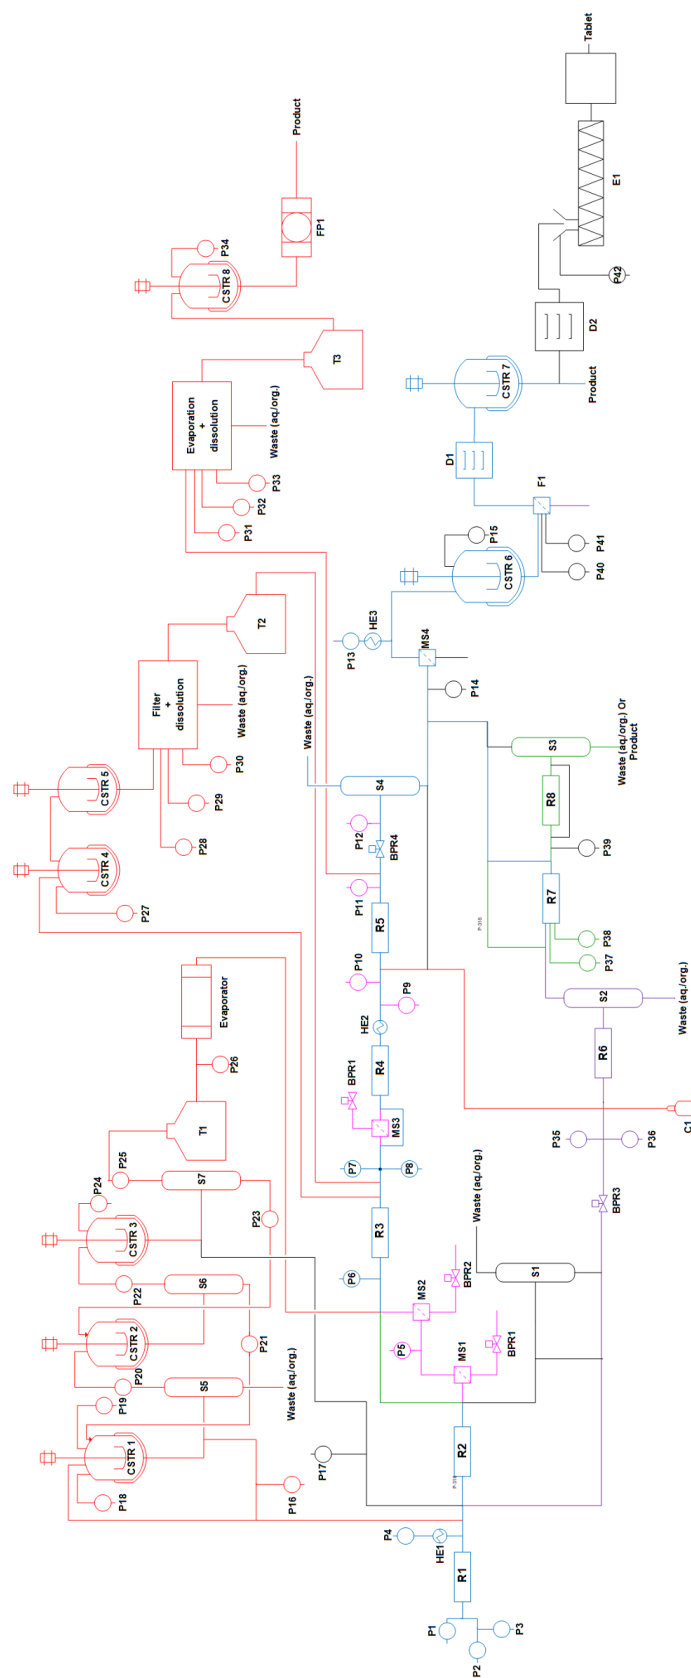 Tablet
E1
P42
D2
Product
FP1
P34
CSTR 8
T3
Product
CSTR 7
D1
F1
P41
P40
P15
CSTR 6
HE3
P13
MS4
P14
Evaporation
+
dissolution
Waste (aq./org.)
P33
P32
P31
T2
Filter
+
dissolution
Waste (aq./org.)
P30
P29
P28
CSTR 5
CSTR 4
P27
Waste (aq./org.)
S4
P12
BPR4
P11
R5
P10
P9
HE2
R4
BPR1
MS3
P7
P8
R3
P6
Waste (aq./org.) Or
Product
S3
R8
P39
R7
P38
P37
S2
Waste (aq./org.)
R6
P35
P36
C1
BPR3
Evaporator
P26
T1
P25
P24
S7
P23
CSTR 3
P22
S6
P21
CSTR 2
P20
S5
Waste (aq./org.)
P19
CSTR 1
P18
P16
P17
Waste (aq./org.)
S1
MS2
BPR2
P5
MS1
BPR1
R2
P4
HE1
R1
P1
P2
P3